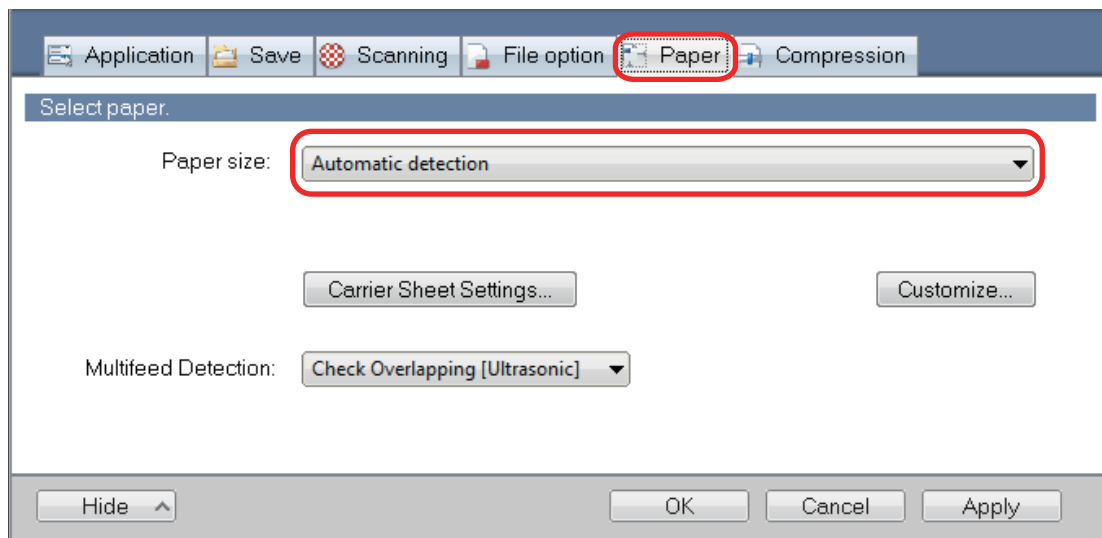 Application Save Scanning File option Paper Compression
Select paper.
Paper size: Automatic detection
Carrier Sheet Settings... Customize...
Multifeed Detection: Check Overlapping [Ultrasonic]
Hide OK Cancel Apply